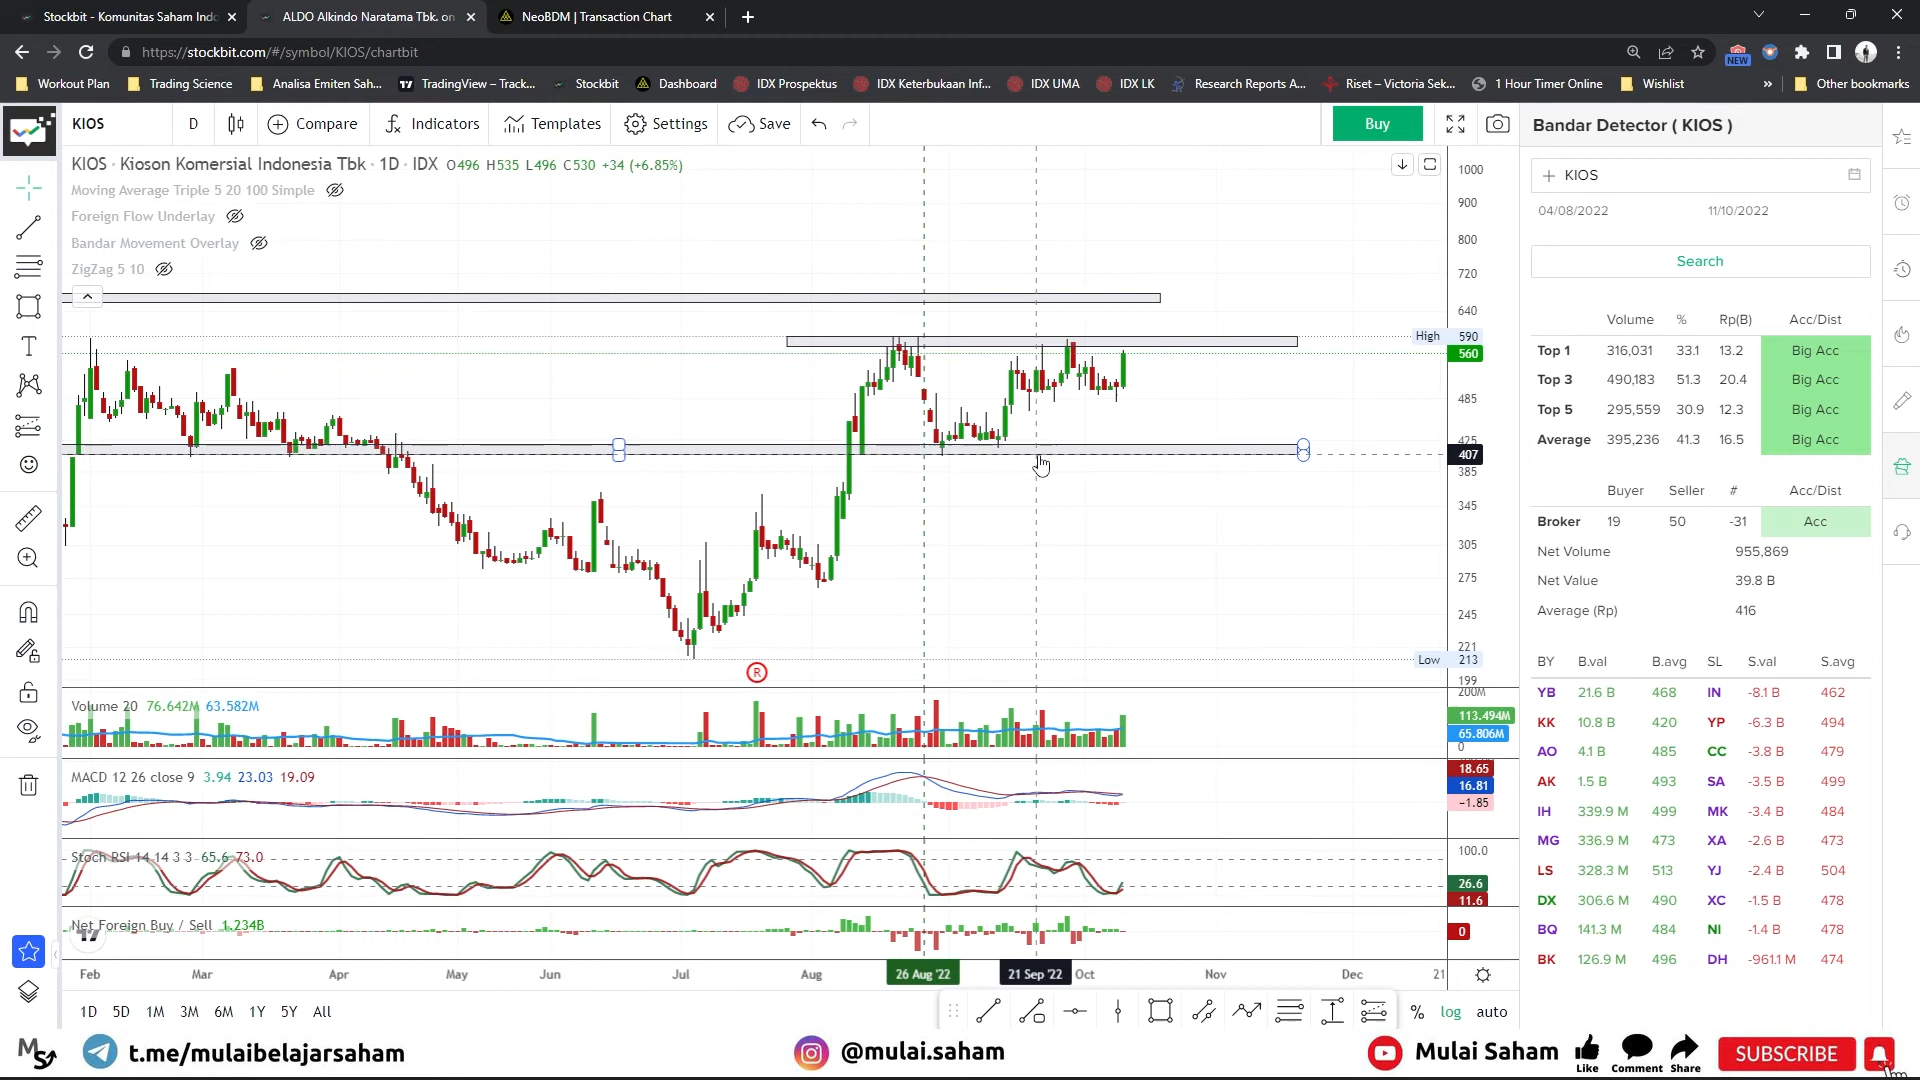 Stockbit - Komunitas Saham Ind
ALDO Alkindo Naratama Tbk. on
NeoBDM | Transaction Chart
https://stockbit.com/#/symbol/KIOS/chartbit
NEW
Workout Plan
Trading Science
Analisa Emiten Sah...
TradingView – Track...
Stockbit
Dashboard
IDX Prospektus
IDX Keterbukaan Inf...
IDX UMA
IDX LK
Research Reports A...
Riset – Victoria Sek...
1 Hour Timer Online
Wishlist
»
Other bookmarks
KIOS
D
Compare
Indicators
Templates
Settings
Save
Buy
Bandar Detector ( KIOS )
KIOS · Kioson Komersial Indonesia Tbk · 1D · IDX O496 H535 L496 C530 +34 (+6.85%)
Moving Average Triple 5 20 100 Simple
Foreign Flow Underlay
Bandar Movement Overlay
ZigZag 5 10
1000
900
800
720
640
High 590
560
485
425
407
385
345
305
275
245
221
Low 213
199
R
Volume 20 76.642M 63.582M
200M
113.494M
65.806M
0
MACD 12 26 close 9 3.94 23.03 19.09
18.65
16.81
−1.85
Stoch RSI 14 14 3 3 65.6 73.0
100.0
26.6
11.6
Net Foreign Buy / Sell 1.234B
0
Feb Mar Apr May Jun Jul Aug 26 Aug '22 21 Sep '22 Oct Nov Dec 21
1D 5D 1M 3M 6M 1Y 5Y All
% log auto
KIOS
04/08/2022 11/10/2022
Search
Volume % Rp(B) Acc/Dist
Top 1 316,031 33.1 13.2 Big Acc
Top 3 490,183 51.3 20.4 Big Acc
Top 5 295,559 30.9 12.3 Big Acc
Average 395,236 41.3 16.5 Big Acc
Buyer Seller # Acc/Dist
Broker 19 50 -31 Acc
Net Volume 955,869
Net Value 39.8 B
Average (Rp) 416
BY B.val B.avg SL S.val S.avg
YB 21.6 B 468 IN -8.1 B 462
KK 10.8 B 420 YP -6.3 B 494
AO 4.1 B 485 CC -3.8 B 479
AK 1.5 B 493 SA -3.5 B 499
IH 339.9 M 499 MK -3.4 B 484
MG 336.9 M 473 XA -2.6 B 473
LS 328.3 M 513 YJ -2.4 B 504
DX 306.6 M 490 XC -1.5 B 478
BQ 141.3 M 484 NI -1.4 B 478
BK 126.9 M 496 DH -961.1 M 474
MS
t.me/mulaibelajarsaham
@mulai.saham
Mulai Saham
Like
Comment
Share
SUBSCRIBE